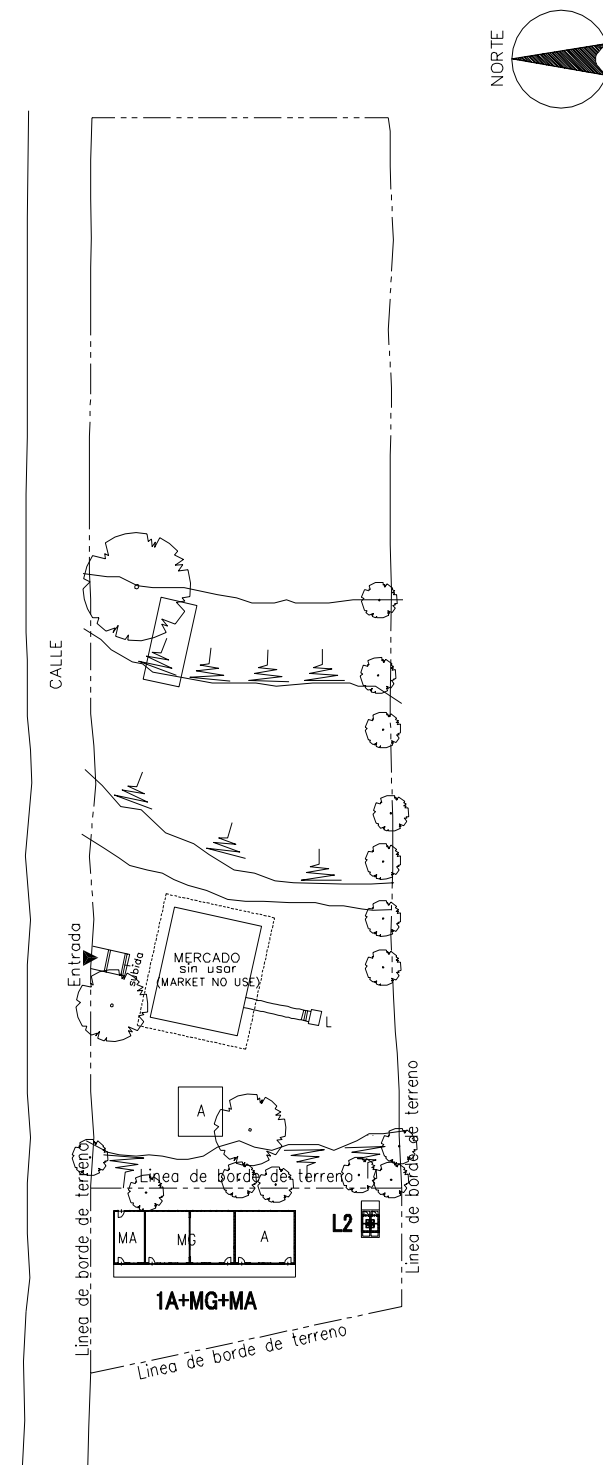 NORTE
CALLE
Entrada
subida
MERCADO
sin usar
(MARKET NO USE)
L
A
Linea de borde de terreno
Linea de borde de terreno
Linea de borde de terreno
MA
MG
A
L2
1A+MG+MA
Linea de borde de terreno